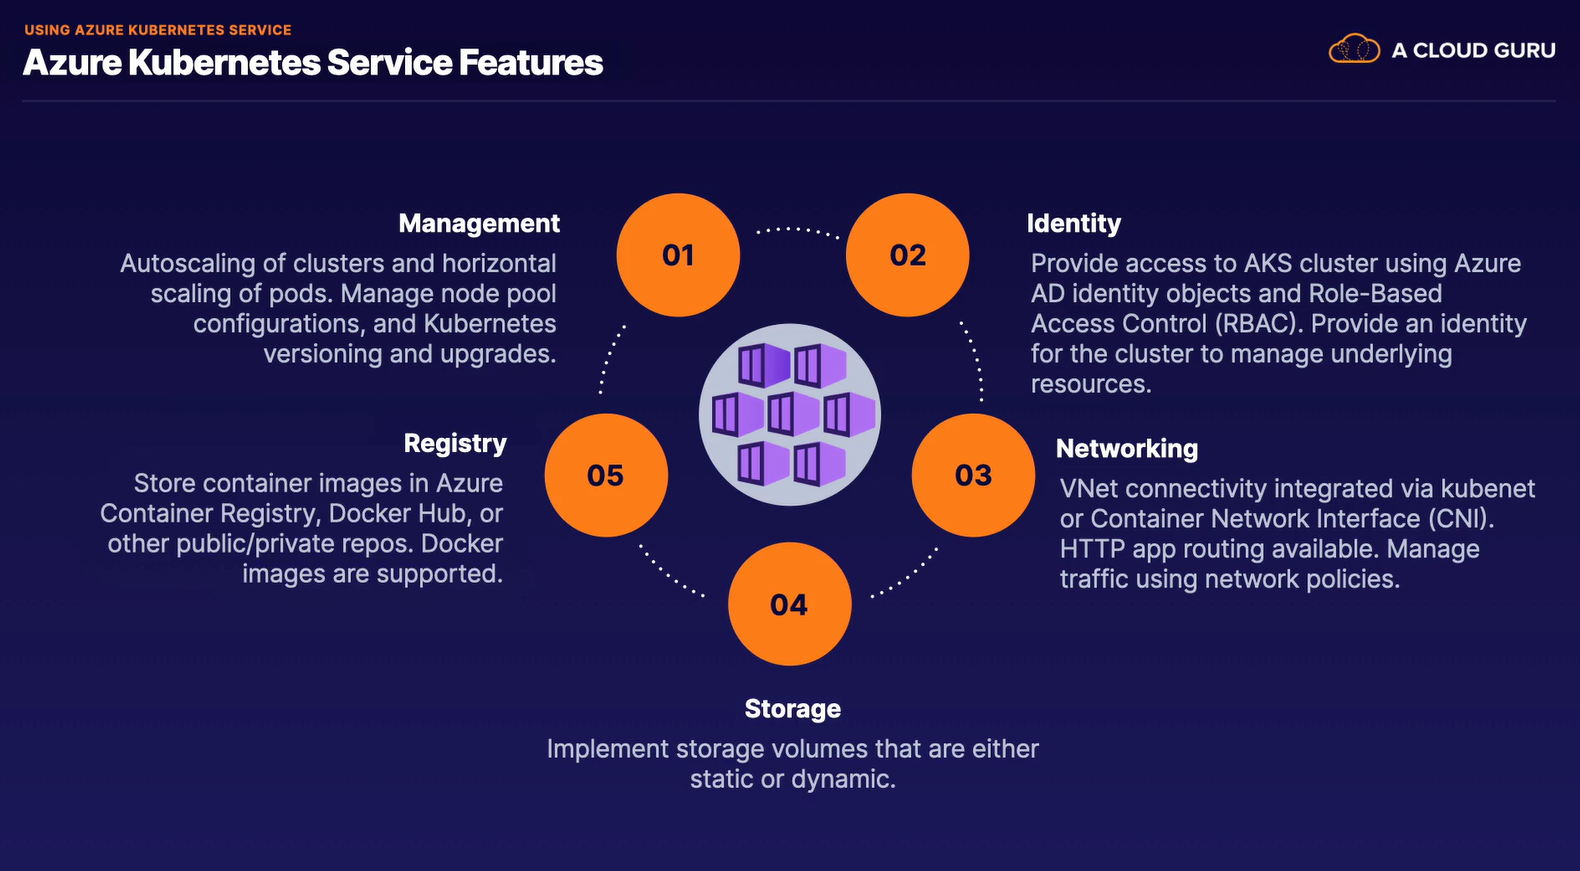 USING AZURE KUBERNETES SERVICE
Azure Kubernetes Service Features
A CLOUD GURU
01
Management
Autoscaling of clusters and horizontal
scaling of pods. Manage node pool
configurations, and Kubernetes
versioning and upgrades.
02
Identity
Provide access to AKS cluster using Azure
AD identity objects and Role-Based
Access Control (RBAC). Provide an identity
for the cluster to manage underlying
resources.
03
Networking
VNet connectivity integrated via kubenet
or Container Network Interface (CNI).
HTTP app routing available. Manage
traffic using network policies.
04
Storage
Implement storage volumes that are either
static or dynamic.
05
Registry
Store container images in Azure
Container Registry, Docker Hub, or
other public/private repos. Docker
images are supported.